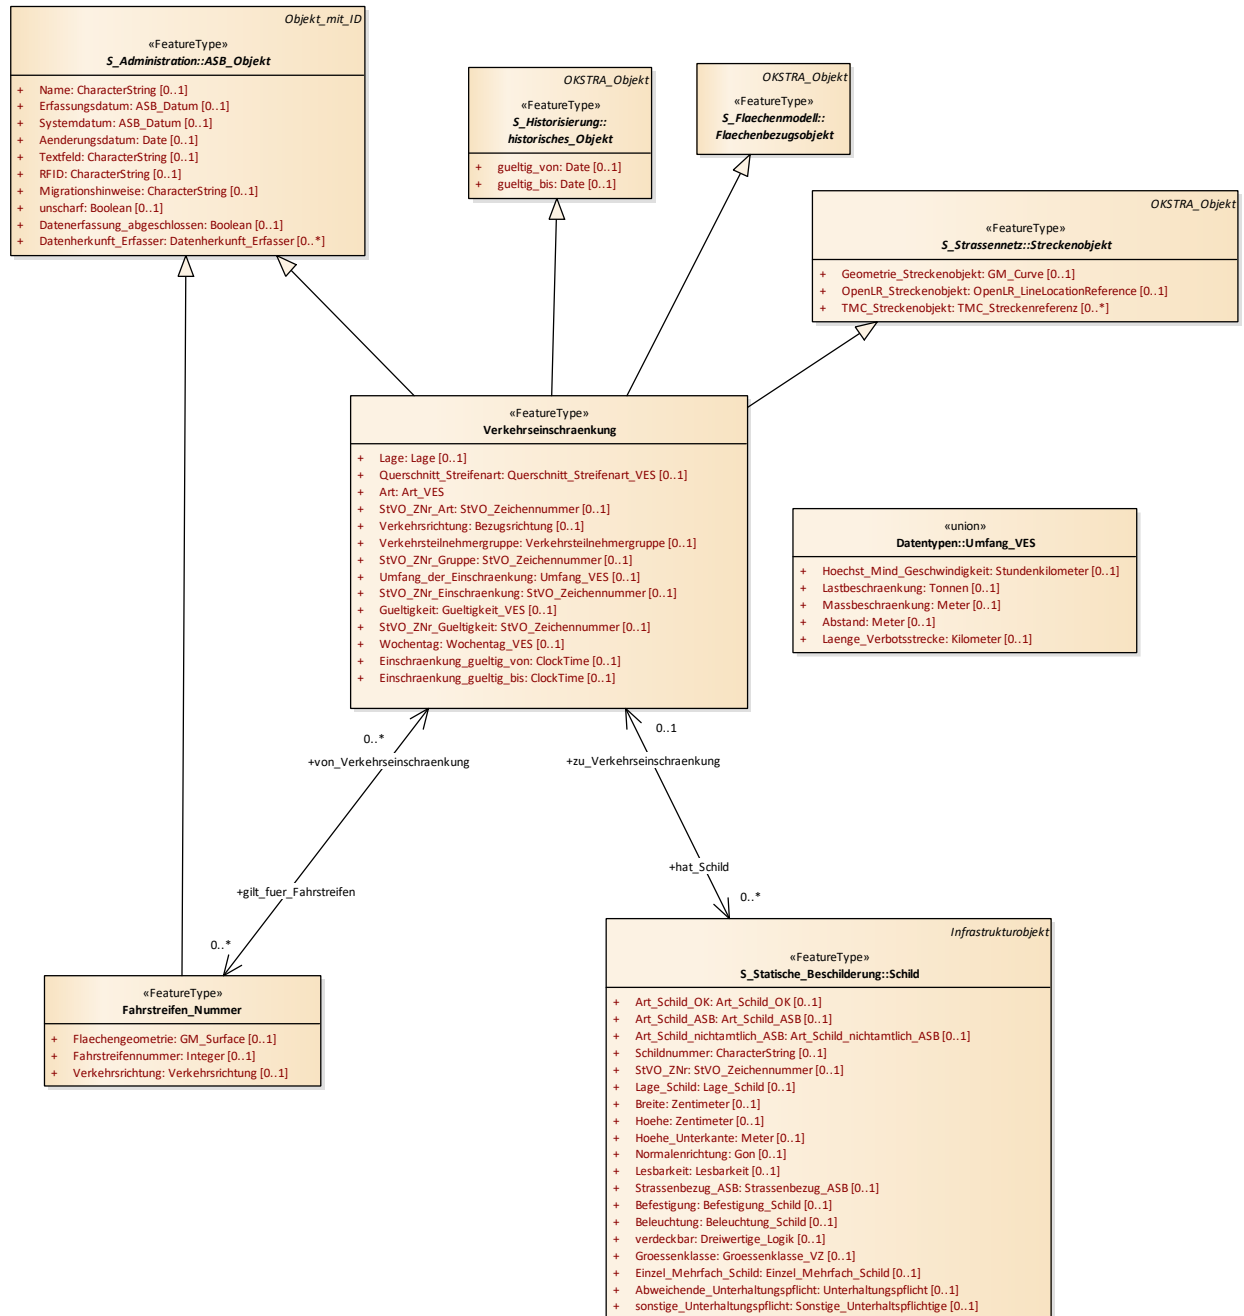 Objekt_mit_ID
«FeatureType»
S_Administration::ASB_Objekt
+ Name: CharacterString [0..1]
+ Erfassungsdatum: ASB_Datum [0..1]
+ Systemdatum: ASB_Datum [0..1]
+ Aenderungsdatum: Date [0..1]
+ Textfeld: CharacterString [0..1]
+ RFID: CharacterString [0..1]
+ Migrationshinweise: CharacterString [0..1]
+ unscharf: Boolean [0..1]
+ Datenerfassung_abgeschlossen: Boolean [0..1]
+ Datenherkunft_Erfasser: Datenherkunft_Erfasser [0..*]
OKSTRA_Objekt
«FeatureType»
S_Historisierung::
historisches_Objekt
+ gueltig_von: Date [0..1]
+ gueltig_bis: Date [0..1]
OKSTRA_Objekt
«FeatureType»
S_Flaechenmodell::
Flaechenbezugsobjekt
OKSTRA_Objekt
«FeatureType»
S_Strassennetz::Streckenobjekt
+ Geometrie_Streckenobjekt: GM_Curve [0..1]
+ OpenLR_Streckenobjekt: OpenLR_LineLocationReference [0..1]
+ TMC_Streckenobjekt: TMC_Streckenreferenz [0..*]
«FeatureType»
Verkehrseinschraenkung
+ Lage: Lage [0..1]
+ Querschnitt_Streifenart: Querschnitt_Streifenart_VES [0..1]
+ Art: Art_VES
+ StVO_ZNr_Art: StVO_Zeichennummer [0..1]
+ Verkehrsrichtung: Bezugsrichtung [0..1]
+ Verkehrsteilnehmergruppe: Verkehrsteilnehmergruppe [0..1]
+ StVO_ZNr_Gruppe: StVO_Zeichennummer [0..1]
+ Umfang_der_Einschraenkung: Umfang_VES [0..1]
+ StVO_ZNr_Einschraenkung: StVO_Zeichennummer [0..1]
+ Gueltigkeit: Gueltigkeit_VES [0..1]
+ StVO_ZNr_Gueltigkeit: StVO_Zeichennummer [0..1]
+ Wochentag: Wochentag_VES [0..1]
+ Einschraenkung_gueltig_von: ClockTime [0..1]
+ Einschraenkung_gueltig_bis: ClockTime [0..1]
«union»
Datentypen::Umfang_VES
+ Hoechst_Mind_Geschwindigkeit: Stundenkilometer [0..1]
+ Lastbeschraenkung: Tonnen [0..1]
+ Massbeschraenkung: Meter [0..1]
+ Abstand: Meter [0..1]
+ Laenge_Verbotsstrecke: Kilometer [0..1]
0..*
+von_Verkehrseinschraenkung
0..1
+zu_Verkehrseinschraenkung
+gilt_fuer_Fahrstreifen
0..*
+hat_Schild
0..*
«FeatureType»
Fahrstreifen_Nummer
+ Flaechengeometrie: GM_Surface [0..1]
+ Fahrstreifennummer: Integer [0..1]
+ Verkehrsrichtung: Verkehrsrichtung [0..1]
Infrastrukturobjekt
«FeatureType»
S_Statische_Beschilderung::Schild
+ Art_Schild_OK: Art_Schild_OK [0..1]
+ Art_Schild_ASB: Art_Schild_ASB [0..1]
+ Art_Schild_nichtamtlich_ASB: Art_Schild_nichtamtlich_ASB [0..1]
+ Schildnummer: CharacterString [0..1]
+ StVO_ZNr: StVO_Zeichennummer [0..1]
+ Lage_Schild: Lage_Schild [0..1]
+ Breite: Zentimeter [0..1]
+ Hoehe: Zentimeter [0..1]
+ Hoehe_Unterkante: Meter [0..1]
+ Normalenrichtung: Gon [0..1]
+ Lesbarkeit: Lesbarkeit [0..1]
+ Strassenbezug_ASB: Strassenbezug_ASB [0..1]
+ Befestigung: Befestigung_Schild [0..1]
+ Beleuchtung: Beleuchtung_Schild [0..1]
+ verdeckbar: Dreiwertige_Logik [0..1]
+ Groessenklasse: Groessenklasse_VZ [0..1]
+ Einzel_Mehrfach_Schild: Einzel_Mehrfach_Schild [0..1]
+ Abweichende_Unterhaltungspflicht: Unterhaltungspflicht [0..1]
+ sonstige_Unterhaltungspflicht: Sonstige_Unterhaltspflichtige [0..1]